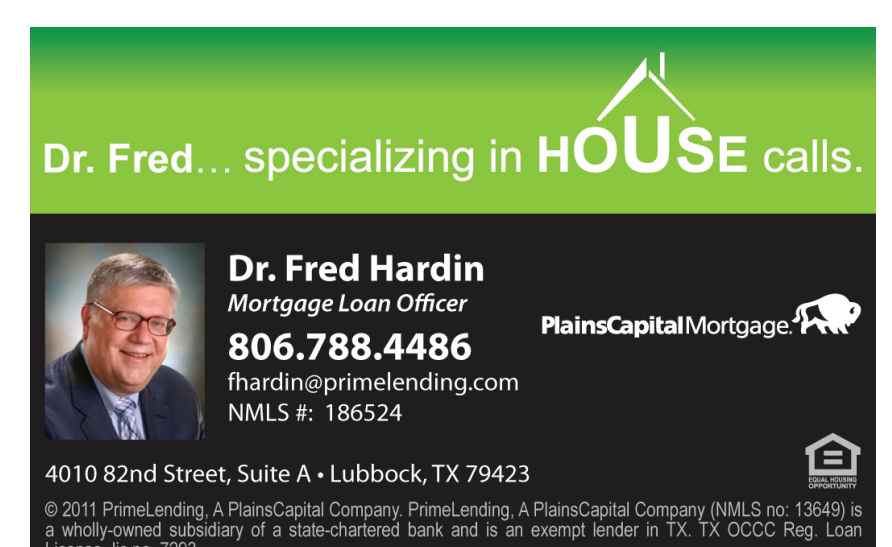 Dr. Fred... specializing in HOUSE calls.
Dr. Fred Hardin
Mortgage Loan Officer
806.788.4486
fhardin@primelending.com
NMLS #: 186524
PlainsCapitalMortgage.
4010 82nd Street, Suite A • Lubbock, TX 79423
EQUAL HOUSING
OPPORTUNITY
© 2011 PrimeLending, A PlainsCapital Company. PrimeLending, A PlainsCapital Company (NMLS no: 13649) is
a wholly-owned subsidiary of a state-chartered bank and is an exempt lender in TX. TX OCCC Reg. Loan